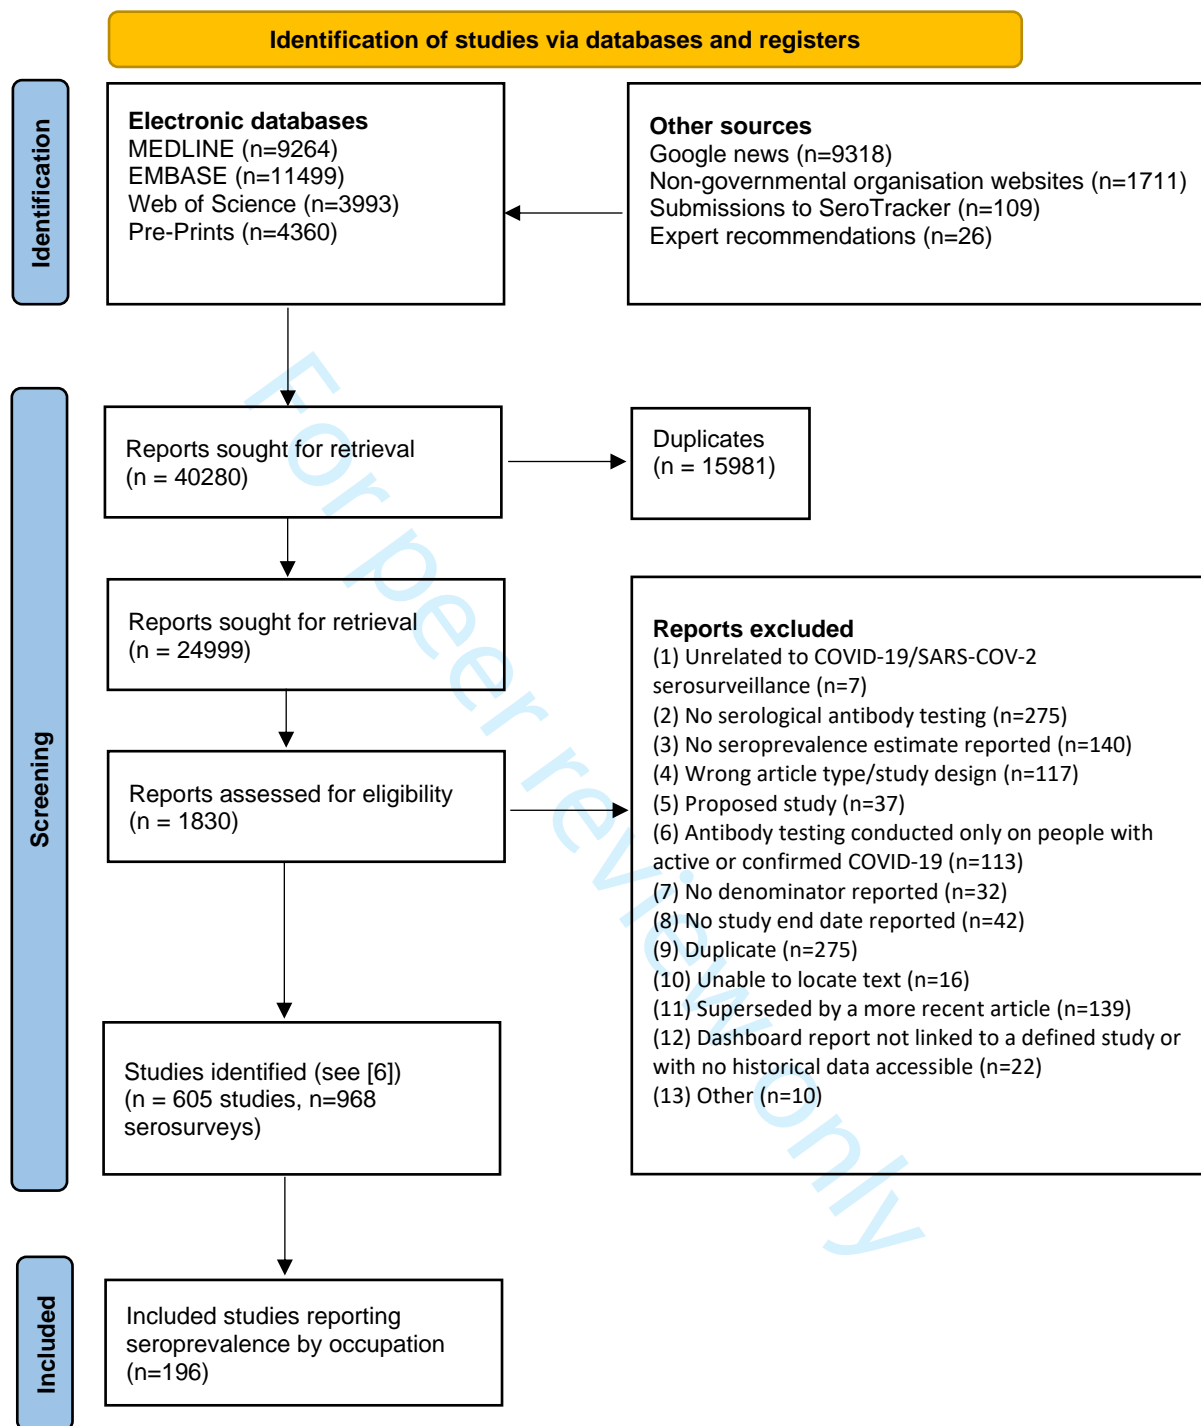 Identification of studies via databases and registers
Identification
Electronic databases
MEDLINE (n=9264)
EMBASE (n=11499)
Web of Science (n=3993)
Pre-Prints (n=4360)
Other sources
Google news (n=9318)
Non-governmental organisation websites (n=1711)
Submissions to SeroTracker (n=109)
Expert recommendations (n=26)
Screening
Reports sought for retrieval
(n = 40280)
Duplicates
(n = 15981)
Reports sought for retrieval
(n = 24999)
Reports assessed for eligibility
(n = 1830)
Reports excluded
(1) Unrelated to COVID-19/SARS-COV-2
serosurveillance (n=7)
(2) No serological antibody testing (n=275)
(3) No seroprevalence estimate reported (n=140)
(4) Wrong article type/study design (n=117)
(5) Proposed study (n=37)
(6) Antibody testing conducted only on people with
active or confirmed COVID-19 (n=113)
(7) No denominator reported (n=32)
(8) No study end date reported (n=42)
(9) Duplicate (n=275)
(10) Unable to locate text (n=16)
(11) Superseded by a more recent article (n=139)
(12) Dashboard report not linked to a defined study or
with no historical data accessible (n=22)
(13) Other (n=10)
Studies identified (see [6])
(n = 605 studies, n=968
serosurveys)
Included
Included studies reporting
seroprevalence by occupation
(n=196)
For peer review only